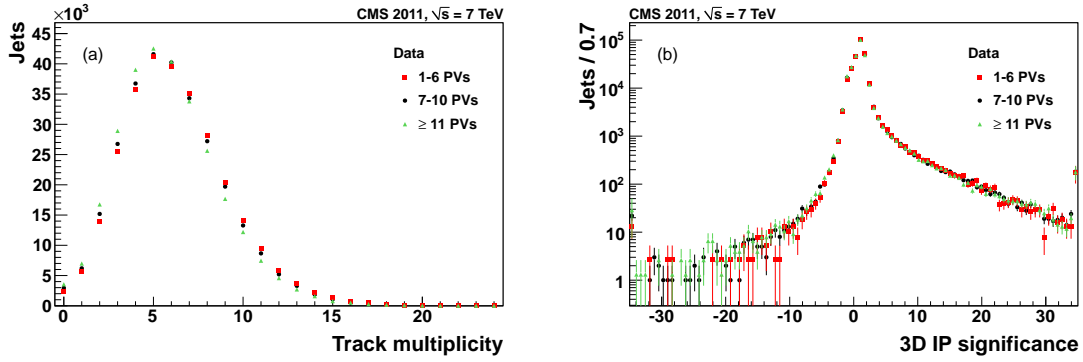 ×10³
CMS 2011, √s = 7 TeV
Jets
45
40
35
30
25
20
15
10
5
0
(a)
Data
1-6 PVs
7-10 PVs
≥ 11 PVs
0 5 10 15 20
Track multiplicity
CMS 2011, √s = 7 TeV
Jets / 0.7
10⁵
10⁴
10³
10²
10
1
(b)
Data
1-6 PVs
7-10 PVs
≥ 11 PVs
-30 -20 -10 0 10 20 30
3D IP significance